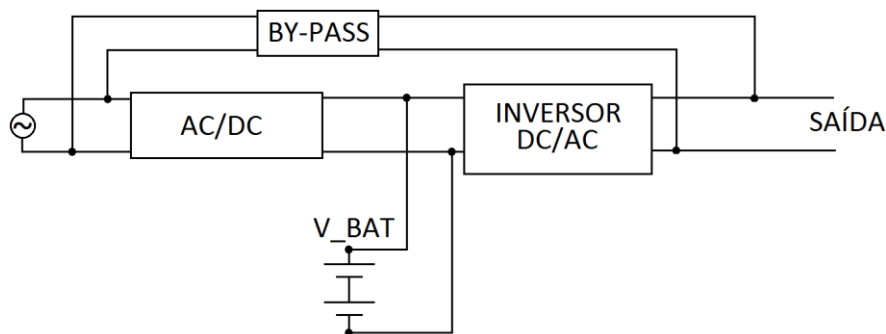 BY-PASS
AC/DC
INVERSOR
DC/AC
SAÍDA
V_BAT